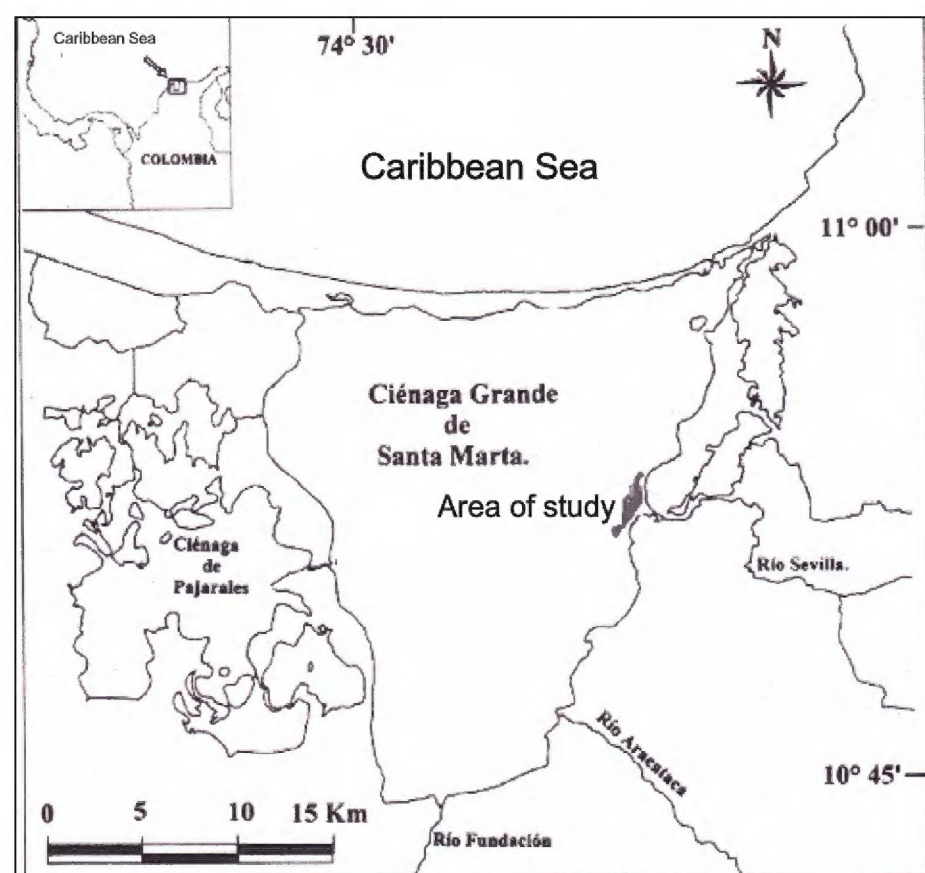 Caribbean Sea
COLOMBIA
74° 30'
N
Caribbean Sea
11° 00'
Ciénaga Grande
de
Santa Marta.
Area of study
Ciénaga
de
Pajarales
Río Sevilla.
Río Aracataca
10° 45'
0 5 10 15 Km
Río Fundación